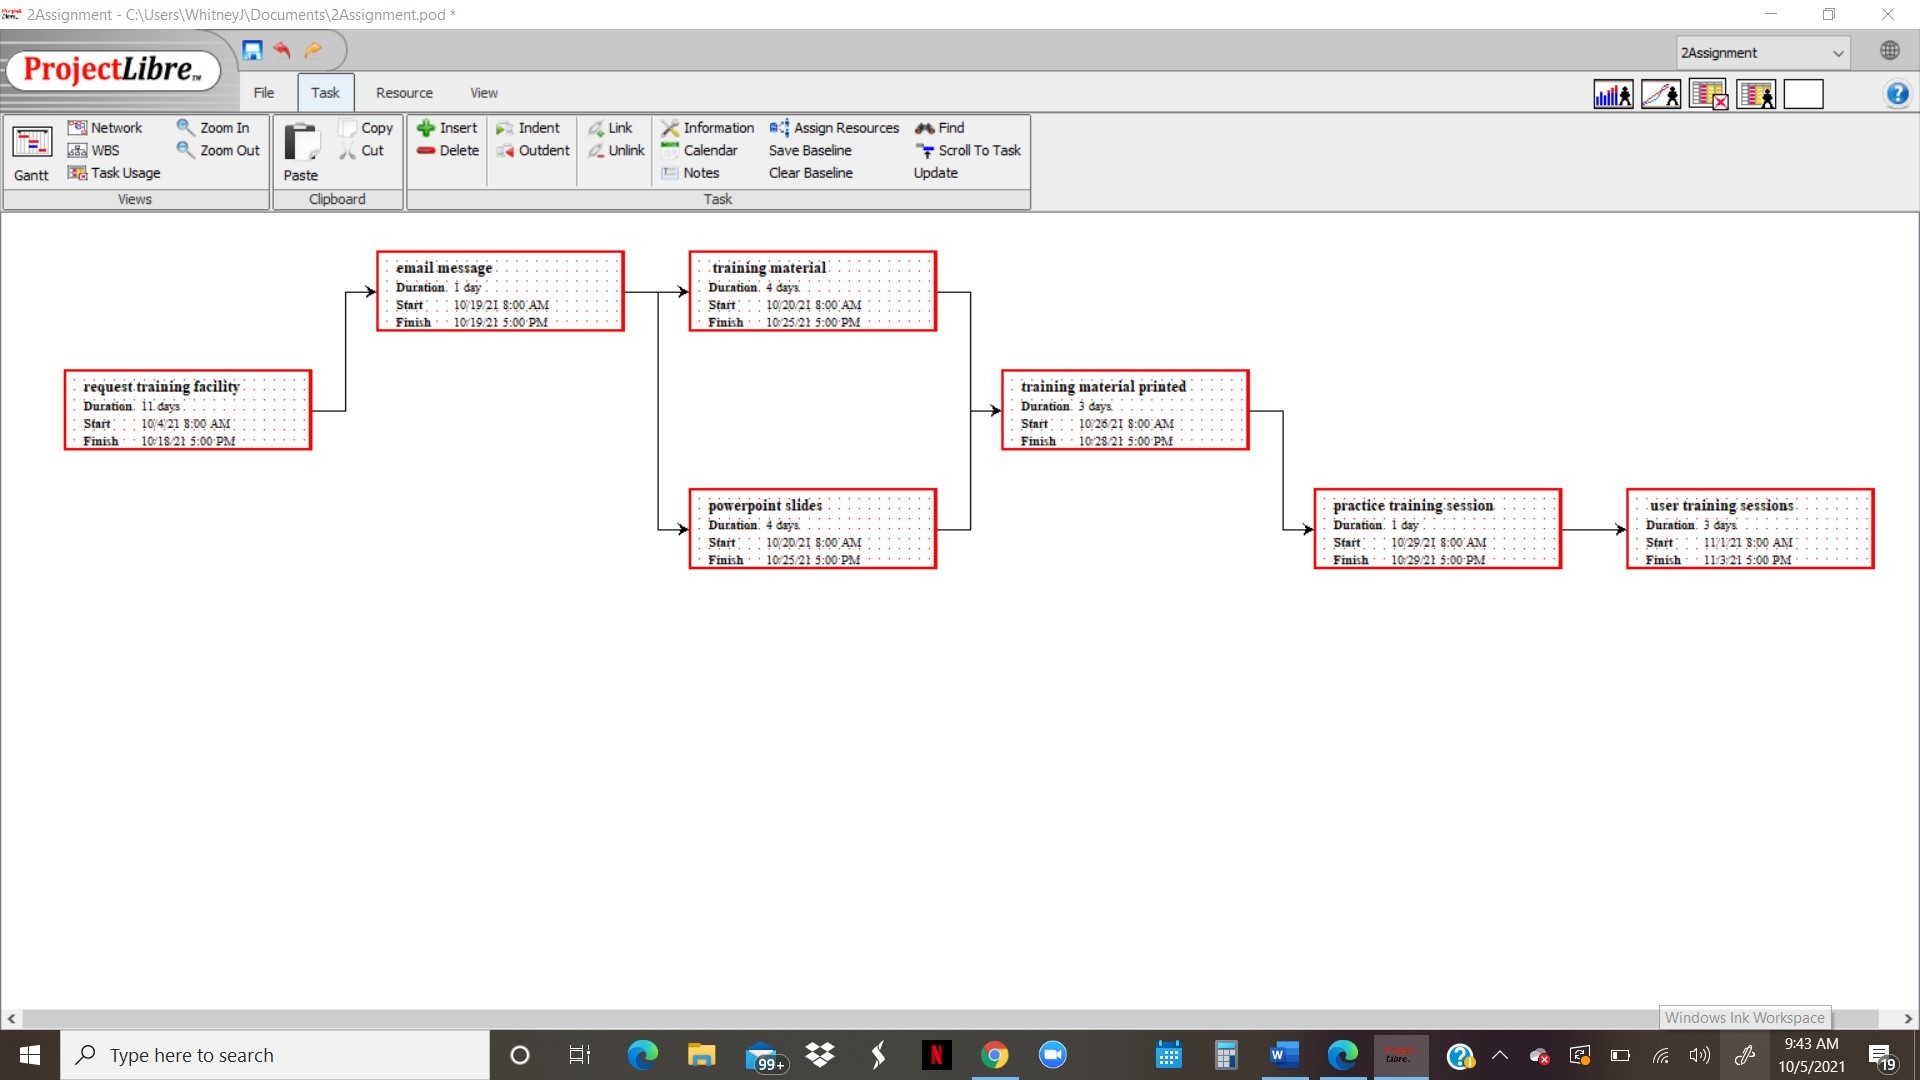 2Assignment - C:\Users\WhitneyJ\Documents\2Assignment.pod *
ProjectLibre TM
2Assignment
File Task Resource View
Network Zoom In Copy Insert Indent Link Information Assign Resources Find
WBS Zoom Out Cut Delete Outdent Unlink Calendar Save Baseline Scroll To Task
Gantt Task Usage Paste Notes Clear Baseline Update
Views Clipboard Task
email message
Duration 1 day
Start 10/19/21 8:00 AM
Finish 10/19/21 5:00 PM
training material
Duration 4 days
Start 10/20/21 8:00 AM
Finish 10/25/21 5:00 PM
request training facility
Duration 11 days
Start 10/4/21 8:00 AM
Finish 10/18/21 5:00 PM
training material printed
Duration 3 days
Start 10/26/21 8:00 AM
Finish 10/28/21 5:00 PM
powerpoint slides
Duration 4 days
Start 10/20/21 8:00 AM
Finish 10/25/21 5:00 PM
practice training session
Duration 1 day
Start 10/29/21 8:00 AM
Finish 10/29/21 5:00 PM
user training sessions
Duration 3 days
Start 11/1/21 8:00 AM
Finish 11/3/21 5:00 PM
Windows Ink Workspace
Type here to search
99+
N
W
Project
Libre
9:43 AM
10/5/2021
19